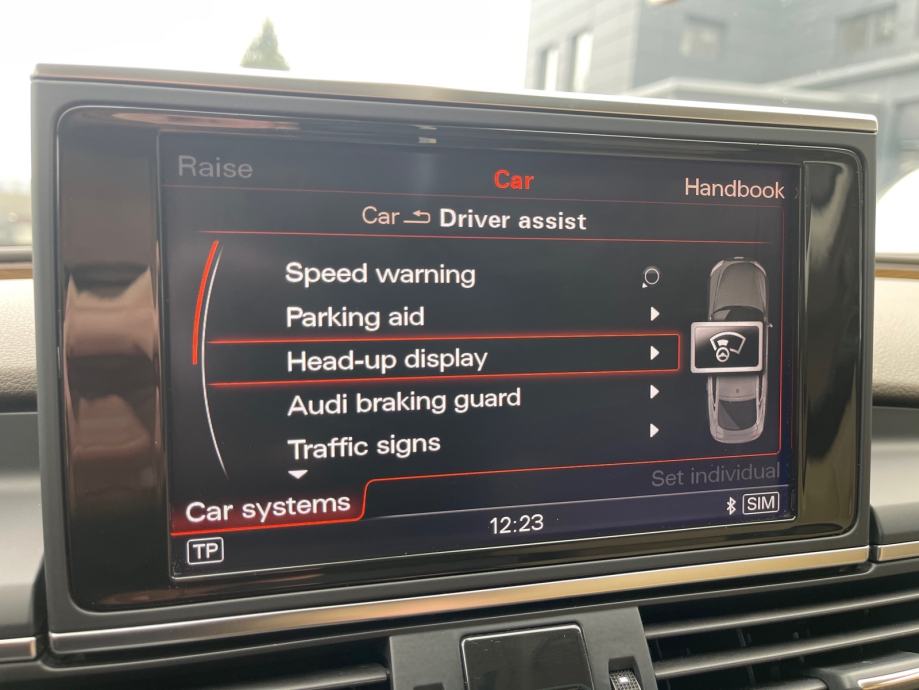 Raise
Car
Handbook
Car Driver assist
Speed warning
Parking aid
Head-up display
Audi braking guard
Traffic signs
Set individual
Car systems
12:23
SIM
TP